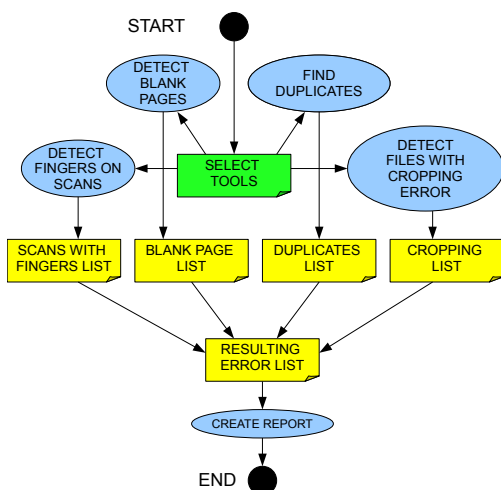 START
DETECT
BLANK
PAGES
FIND
DUPLICATES
DETECT
FINGERS ON
SCANS
SELECT
TOOLS
DETECT
FILES WITH
CROPPING
ERROR
SCANS WITH
FINGERS LIST
BLANK PAGE
LIST
DUPLICATES
LIST
CROPPING
LIST
RESULTING
ERROR LIST
CREATE REPORT
END